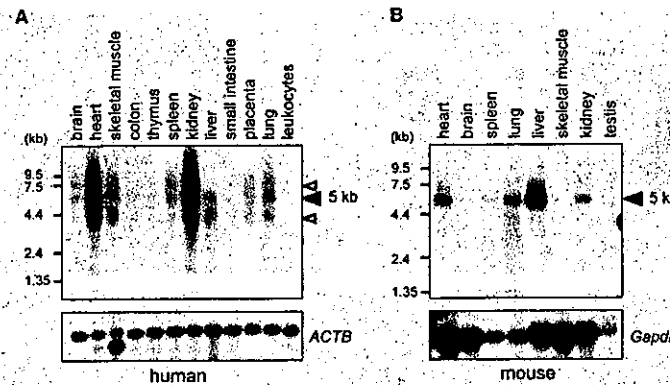 A
brain
heart
skeletal muscle
colon
thymus
spleen
kidney
liver
small intestine
placenta
lung
leukocytes
(kb)
9.5
7.5
4.4
2.4
1.35
5 kb
ACTB
human
B
heart
brain
spleen
lung
liver
skeletal muscle
kidney
testis
(kb)
9.5
7.5
4.4
2.4
1.35
5 k
Gapd
mouse